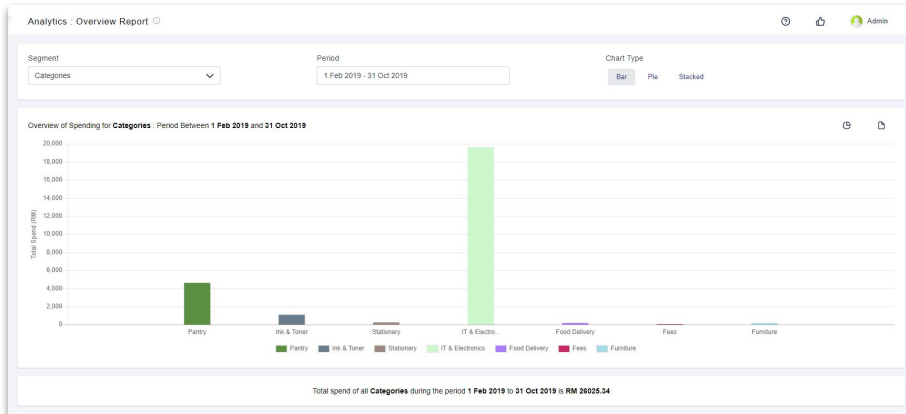 Analytics : Overview Report
Admin
Segment
Period
Chart Type
Categories
1 Feb 2019 - 31 Oct 2019
Bar Pie Stacked
Overview of Spending for Categories : Period Between 1 Feb 2019 and 31 Oct 2019
20,000
18,000
16,000
14,000
12,000
10,000
8,000
6,000
4,000
2,000
0
Total Spend (RM)
Pantry Ink & Toner Stationery IT & Electro... Food Delivery Fees Furniture
Pantry Ink & Toner Stationery IT & Electronics Food Delivery Fees Furniture
Total spend of all Categories during the period 1 Feb 2019 to 31 Oct 2019 is RM 26025.34